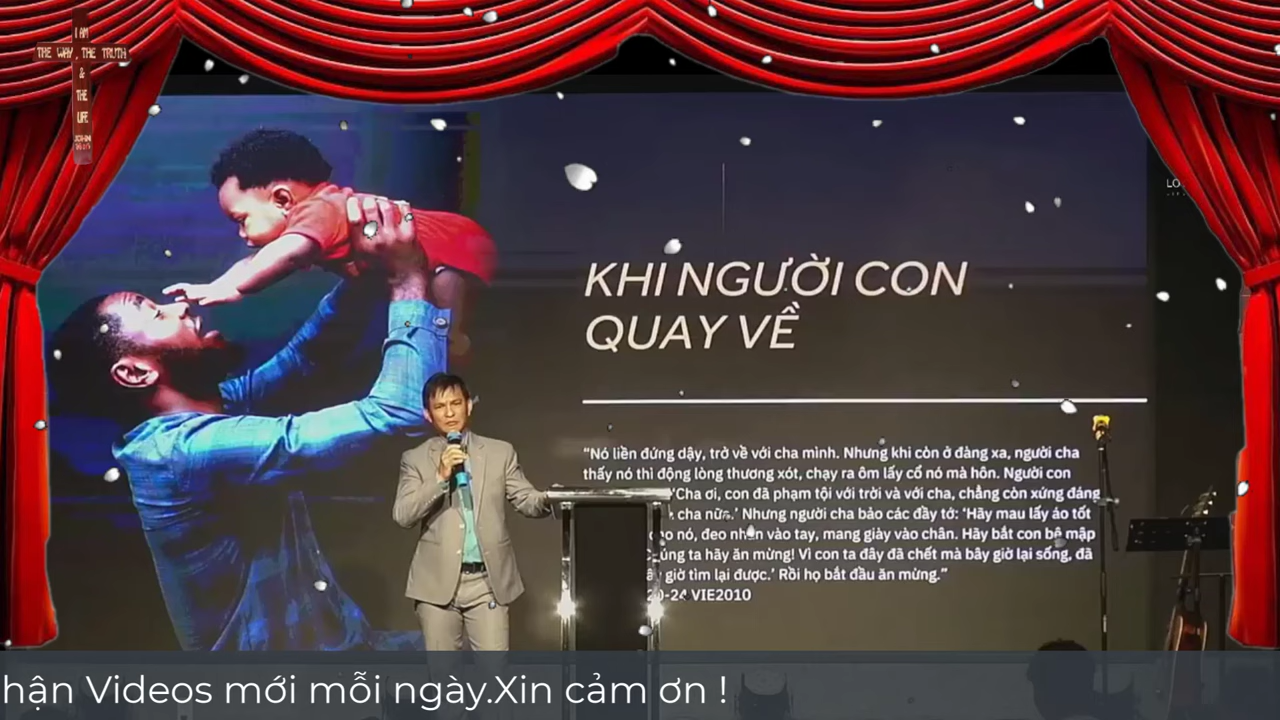 I AM
THE WAY, THE TRUTH
&
THE
LIFE
JOHN
LO
KHI NGƯỜI CON
QUAY VỀ
“Nó liền đứng dậy, trở về với cha mình. Nhưng khi còn ở đàng xa, người cha
thấy nó thì động lòng thương xót, chạy ra ôm lấy cổ nó mà hôn. Người con
‘Cha ơi, con đã phạm tội với trời và với cha, chẳng còn xứng đáng
cha nữa.’ Nhưng người cha bảo các đầy tớ: ‘Hãy mau lấy áo tốt
cho nó, đeo nhẫn vào tay, mang giày vào chân. Hãy bắt con bê mập
Chúng ta hãy ăn mừng! Vì con ta đây đã chết mà bây giờ lại sống, đã
giờ tìm lại được.’ Rồi họ bắt đầu ăn mừng.”
20-24 VIE2010
hận Videos mới mỗi ngày.Xin cảm ơn !